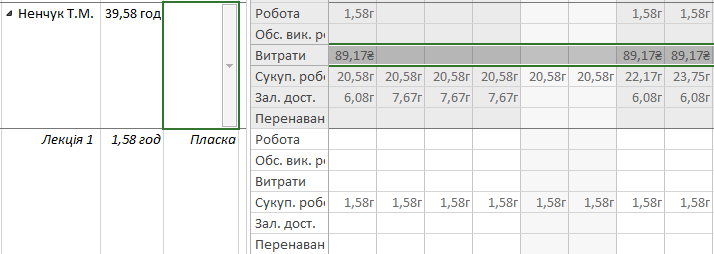 Ненчук Т.М. 39,58 год Робота 1,58г 1,58г 1,58г
Обс. вик. ро
Витрати 89,17₴ 89,17₴ 89,17₴
Сукуп. робо 20,58г 20,58г 20,58г 20,58г 20,58г 20,58г 22,17г 23,75г
Зал. дост. 6,08г 7,67г 7,67г 7,67г 6,08г 6,08г
Перенаван
Лекція 1 1,58 год Пласка Робота
Обс. вик. ро
Витрати
Сукуп. робо 1,58г 1,58г 1,58г 1,58г 1,58г 1,58г 1,58г 1,58г
Зал. дост.
Перенаван